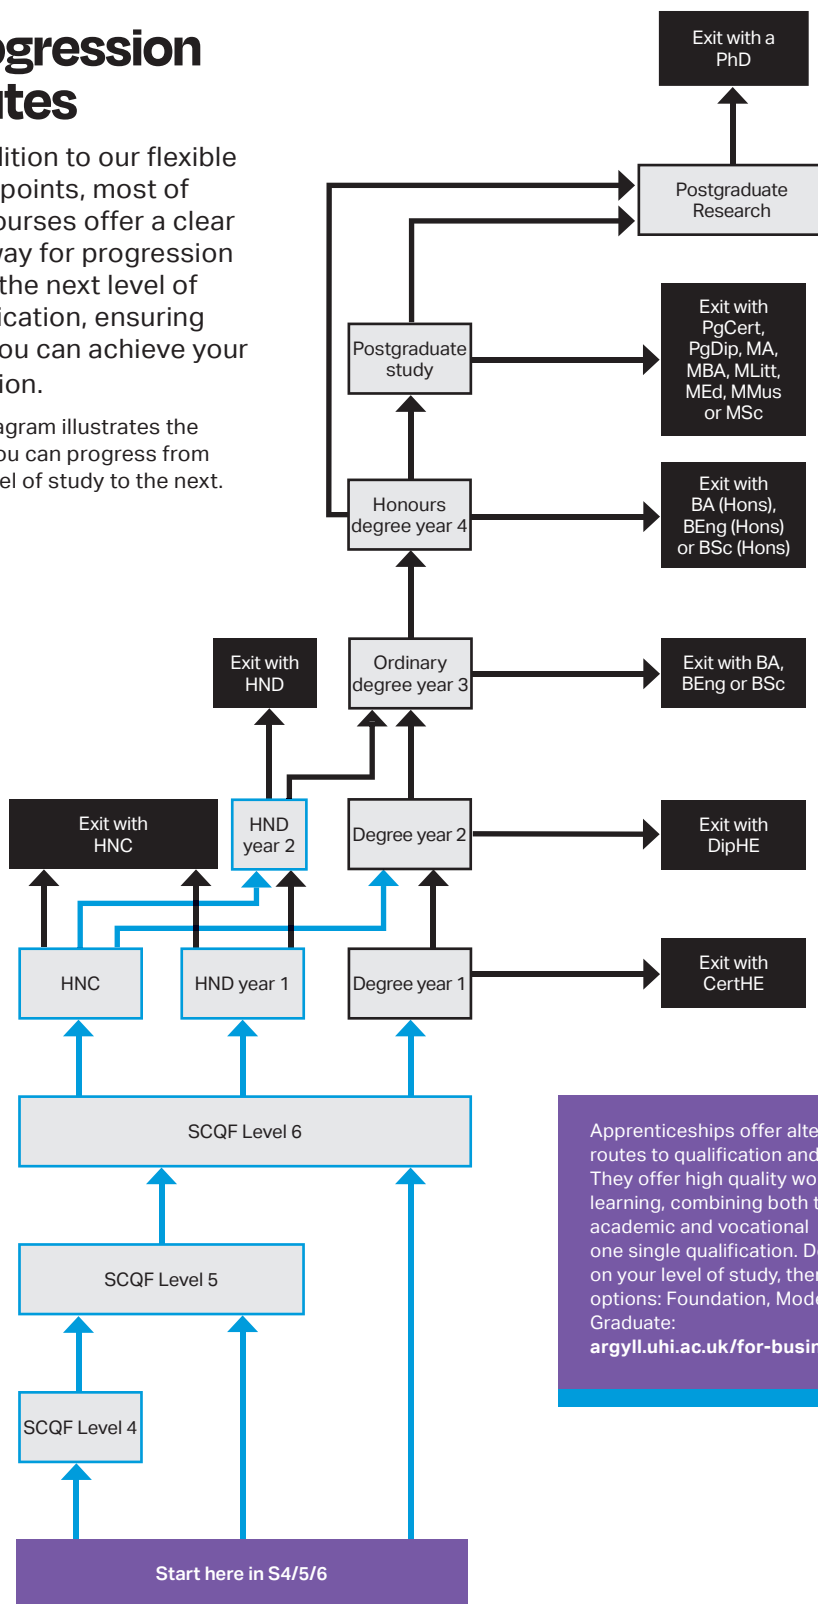 ogression
utes
dition to our flexible
points, most of
ourses offer a clear
way for progression
the next level of
ication, ensuring
you can achieve your
ion.
agram illustrates the
ou can progress from
el of study to the next.
Exit with a
PhD
Postgraduate
Research
Postgraduate
study
Exit with
PgCert,
PgDip, MA,
MBA, MLitt,
MEd, MMus
or MSc
Honours
degree year 4
Exit with
BA (Hons),
BEng (Hons)
or BSc (Hons)
Exit with
HND
Ordinary
degree year 3
Exit with BA,
BEng or BSc
Exit with
HNC
HND
year 2
Degree year 2
Exit with
DipHE
HNC
HND year 1
Degree year 1
Exit with
CertHE
SCQF Level 6
SCQF Level 5
SCQF Level 4
Start here in S4/5/6
Apprenticeships offer alte
routes to qualification and
They offer high quality wo
learning, combining both t
academic and vocational
one single qualification. De
on your level of study, ther
options: Foundation, Mode
Graduate:
argyll.uhi.ac.uk/for-busin